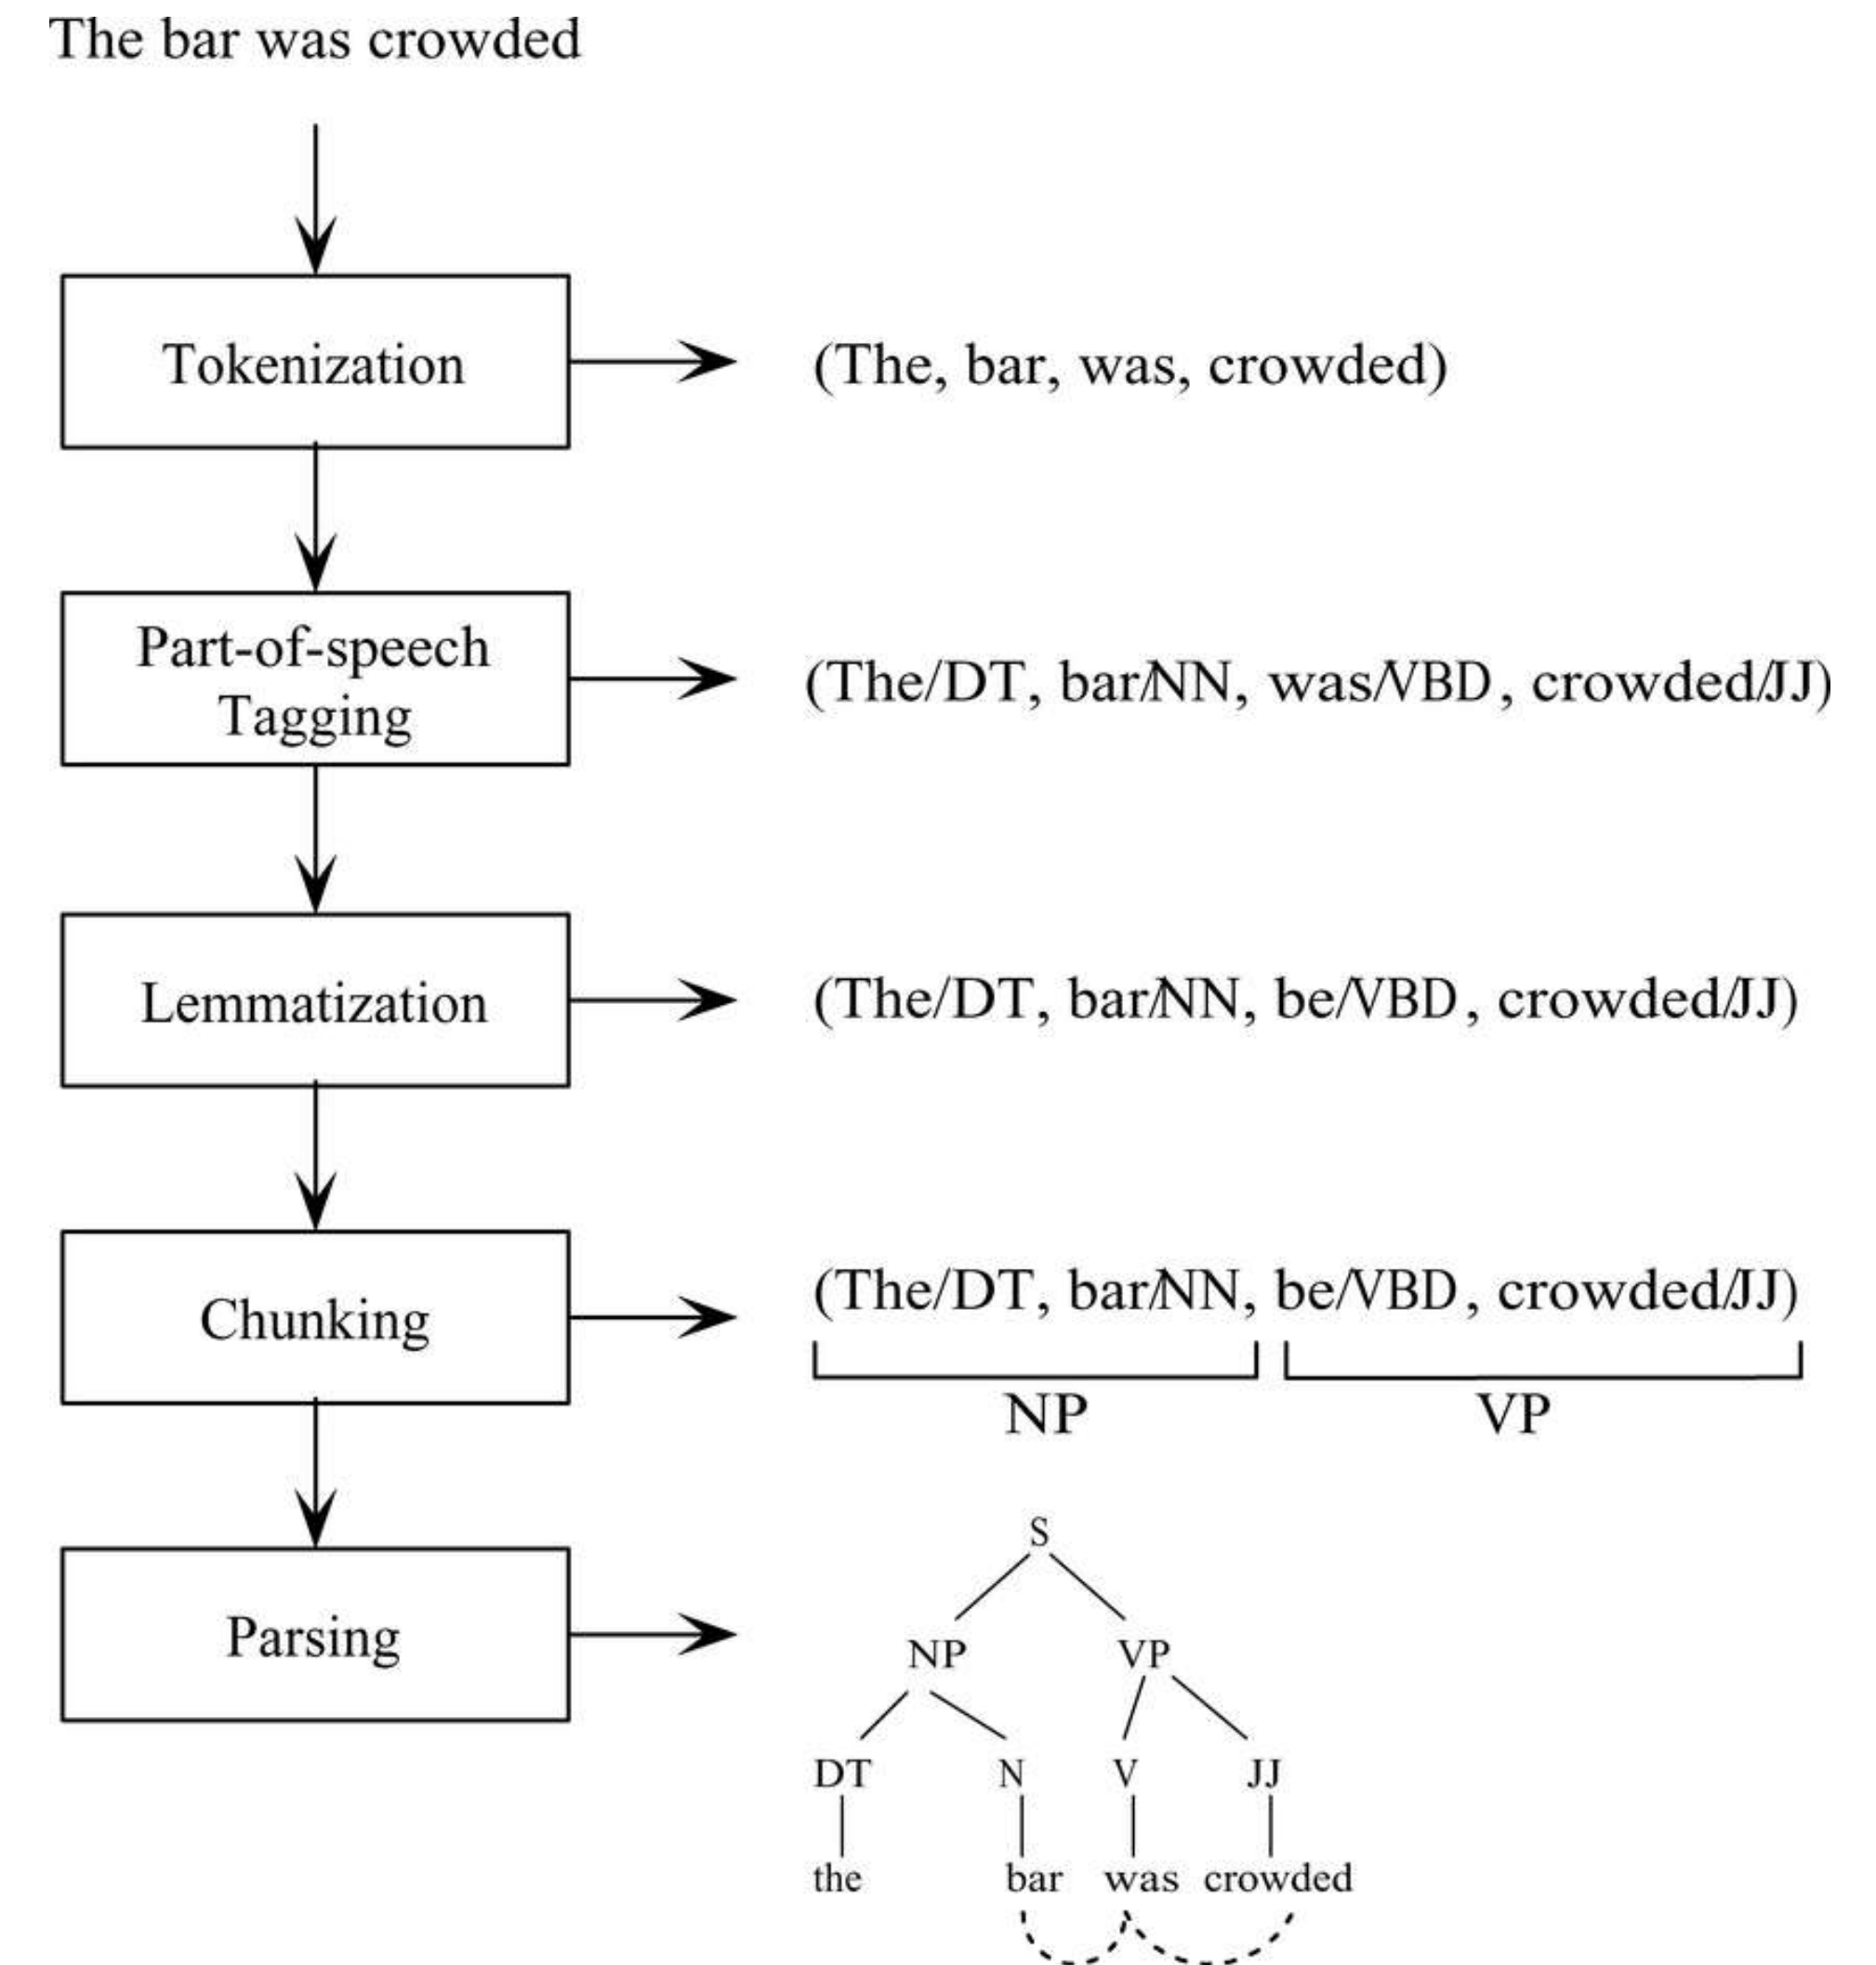 The bar was crowded
Tokenization
(The, bar, was, crowded)
Part-of-speech
Tagging
(The/DT, bar/NN, was/VBD, crowded/JJ)
Lemmatization
(The/DT, bar/NN, be/VBD, crowded/JJ)
Chunking
(The/DT, bar/NN, be/VBD, crowded/JJ)
NP VP
Parsing
S
NP VP
DT N V JJ
the bar was crowded